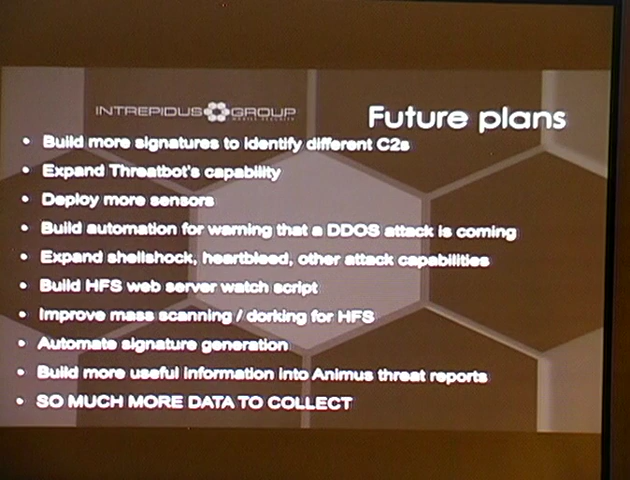 INTREPIDUS GROUP
Future plans
• Build more signatures to identify different C2s
• Expand Threatbot's capability
• Deploy more sensors
• Build automation for warning that a DDOS attack is coming
• Expand shellshock, heartbleed, other attack capabilities
• Build HFS web server watch script
• Improve mass scanning / dorking for HFS
• Automate signature generation
• Build more useful information into Animus threat reports
• SO MUCH MORE DATA TO COLLECT